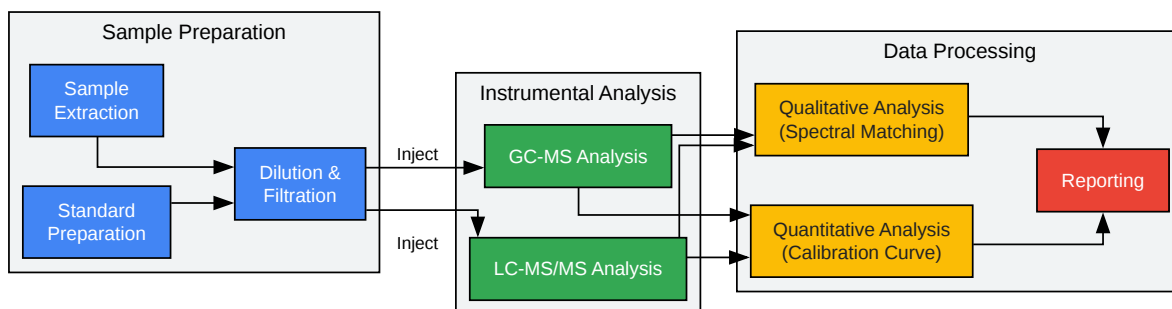 Sample Preparation
Sample
Extraction
Standard
Preparation
Dilution &
Filtration
Inject
Inject
Instrumental Analysis
GC-MS Analysis
LC-MS/MS Analysis
Data Processing
Qualitative Analysis
(Spectral Matching)
Quantitative Analysis
(Calibration Curve)
Reporting